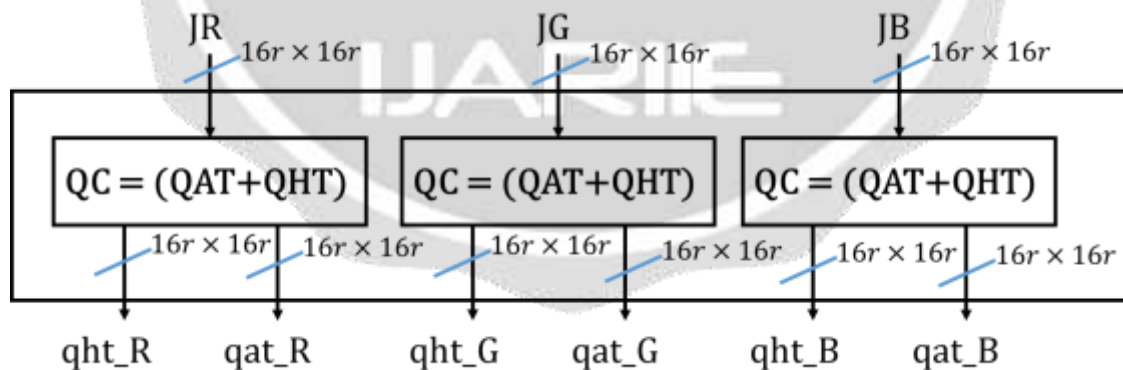 JR JG JB
16r × 16r 16r × 16r 16r × 16r
IJARIIE
QC = (QAT+QHT) QC = (QAT+QHT) QC = (QAT+QHT)
16r × 16r 16r × 16r 16r × 16r 16r × 16r 16r × 16r 16r × 16r
qht_R qat_R qht_G qat_G qht_B qat_B